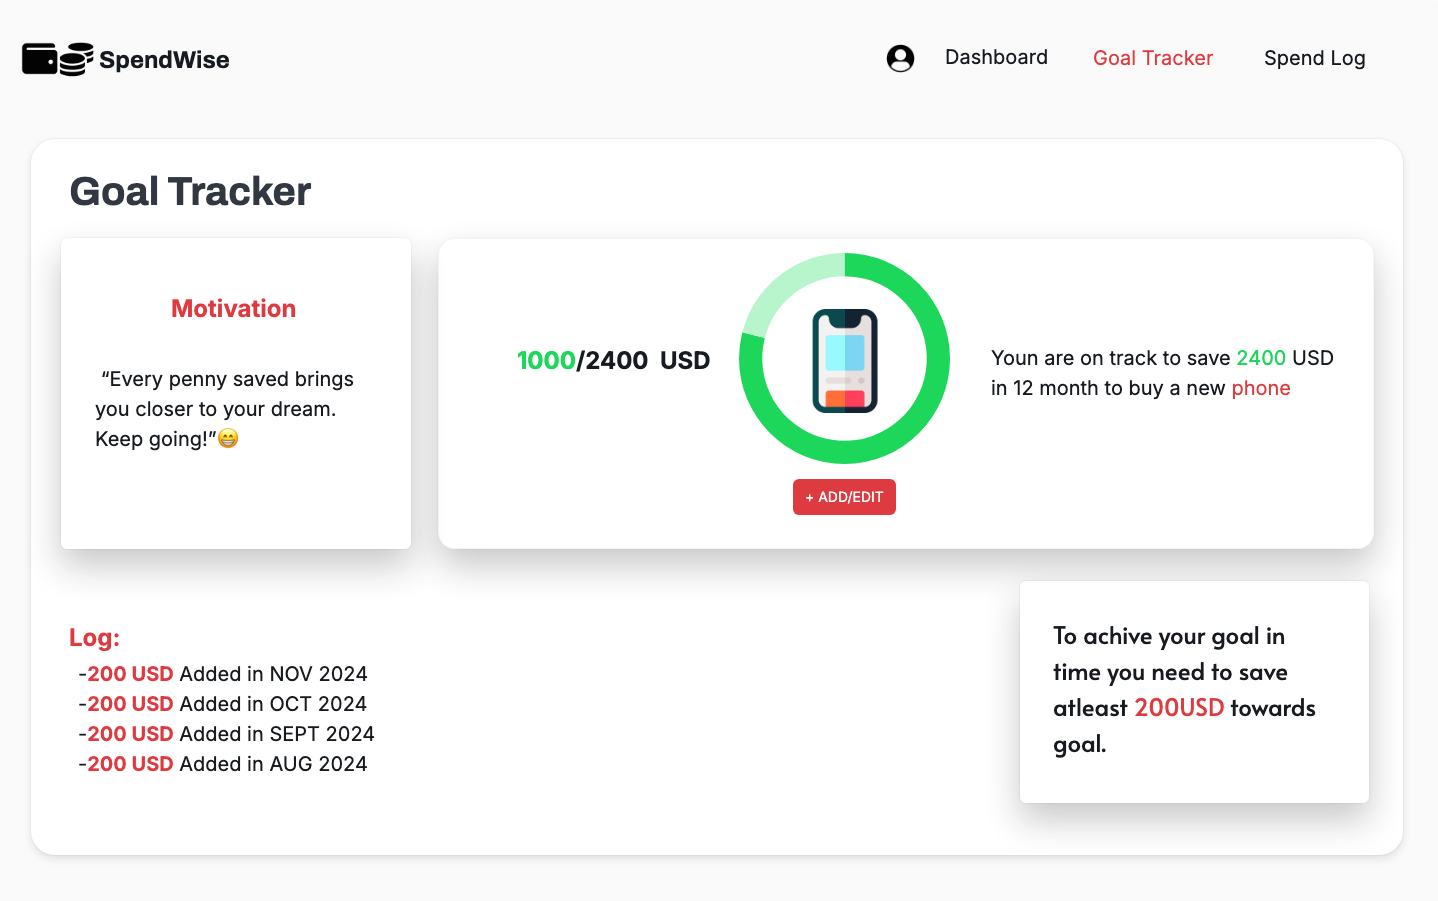 SpendWise
Dashboard
Goal Tracker
Spend Log
Goal Tracker
Motivation
“Every penny saved brings
you closer to your dream.
Keep going!”😁
1000/2400 USD
+ ADD/EDIT
Youn are on track to save 2400 USD
in 12 month to buy a new phone
Log:
-200 USD Added in NOV 2024
-200 USD Added in OCT 2024
-200 USD Added in SEPT 2024
-200 USD Added in AUG 2024
To achive your goal in
time you need to save
atleast 200USD towards
goal.